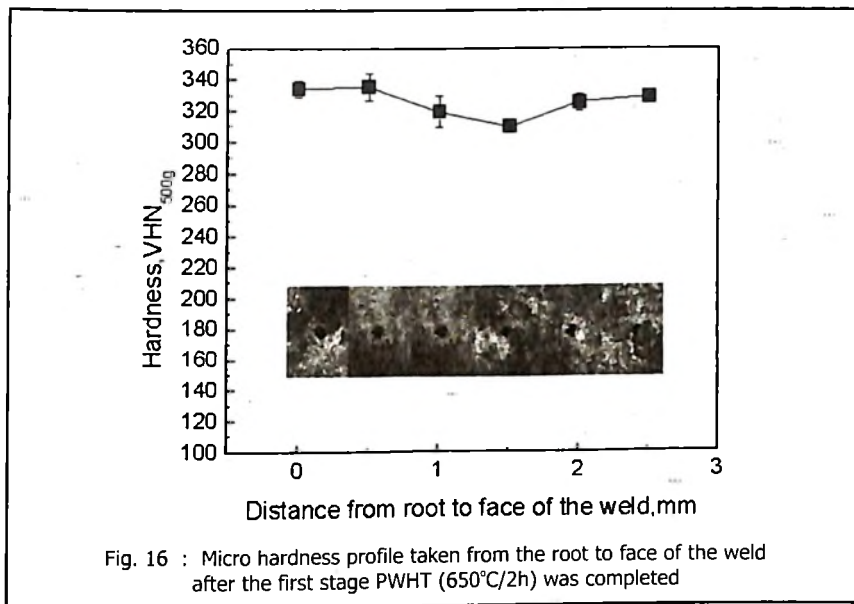 360
340
320
300
280
260
240
220
200
180
160
140
120
100
Hardness,VHN500g
0 1 2 3
Distance from root to face of the weld,mm
Fig. 16 : Micro hardness profile taken from the root to face of the weld
after the first stage PWHT (650°C/2h) was completed